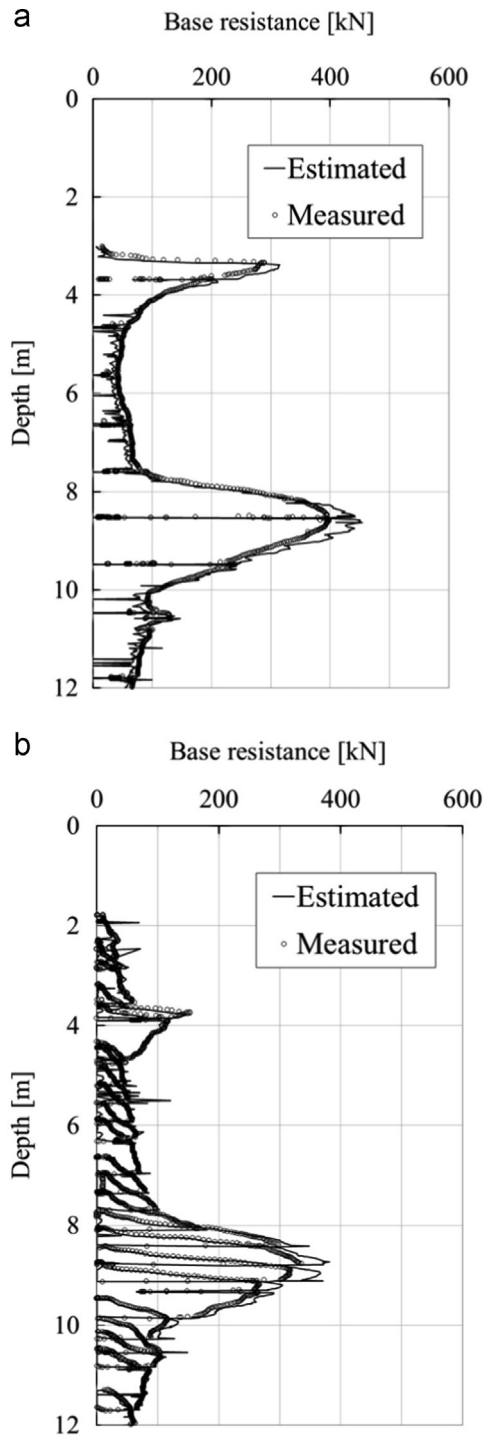 a
Base resistance [kN]
0 200 400 600
0
2
4
6
8
10
12
Depth [m]
Estimated
Measured
b
Base resistance [kN]
0 200 400 600
0
2
4
6
8
10
12
Depth [m]
Estimated
Measured